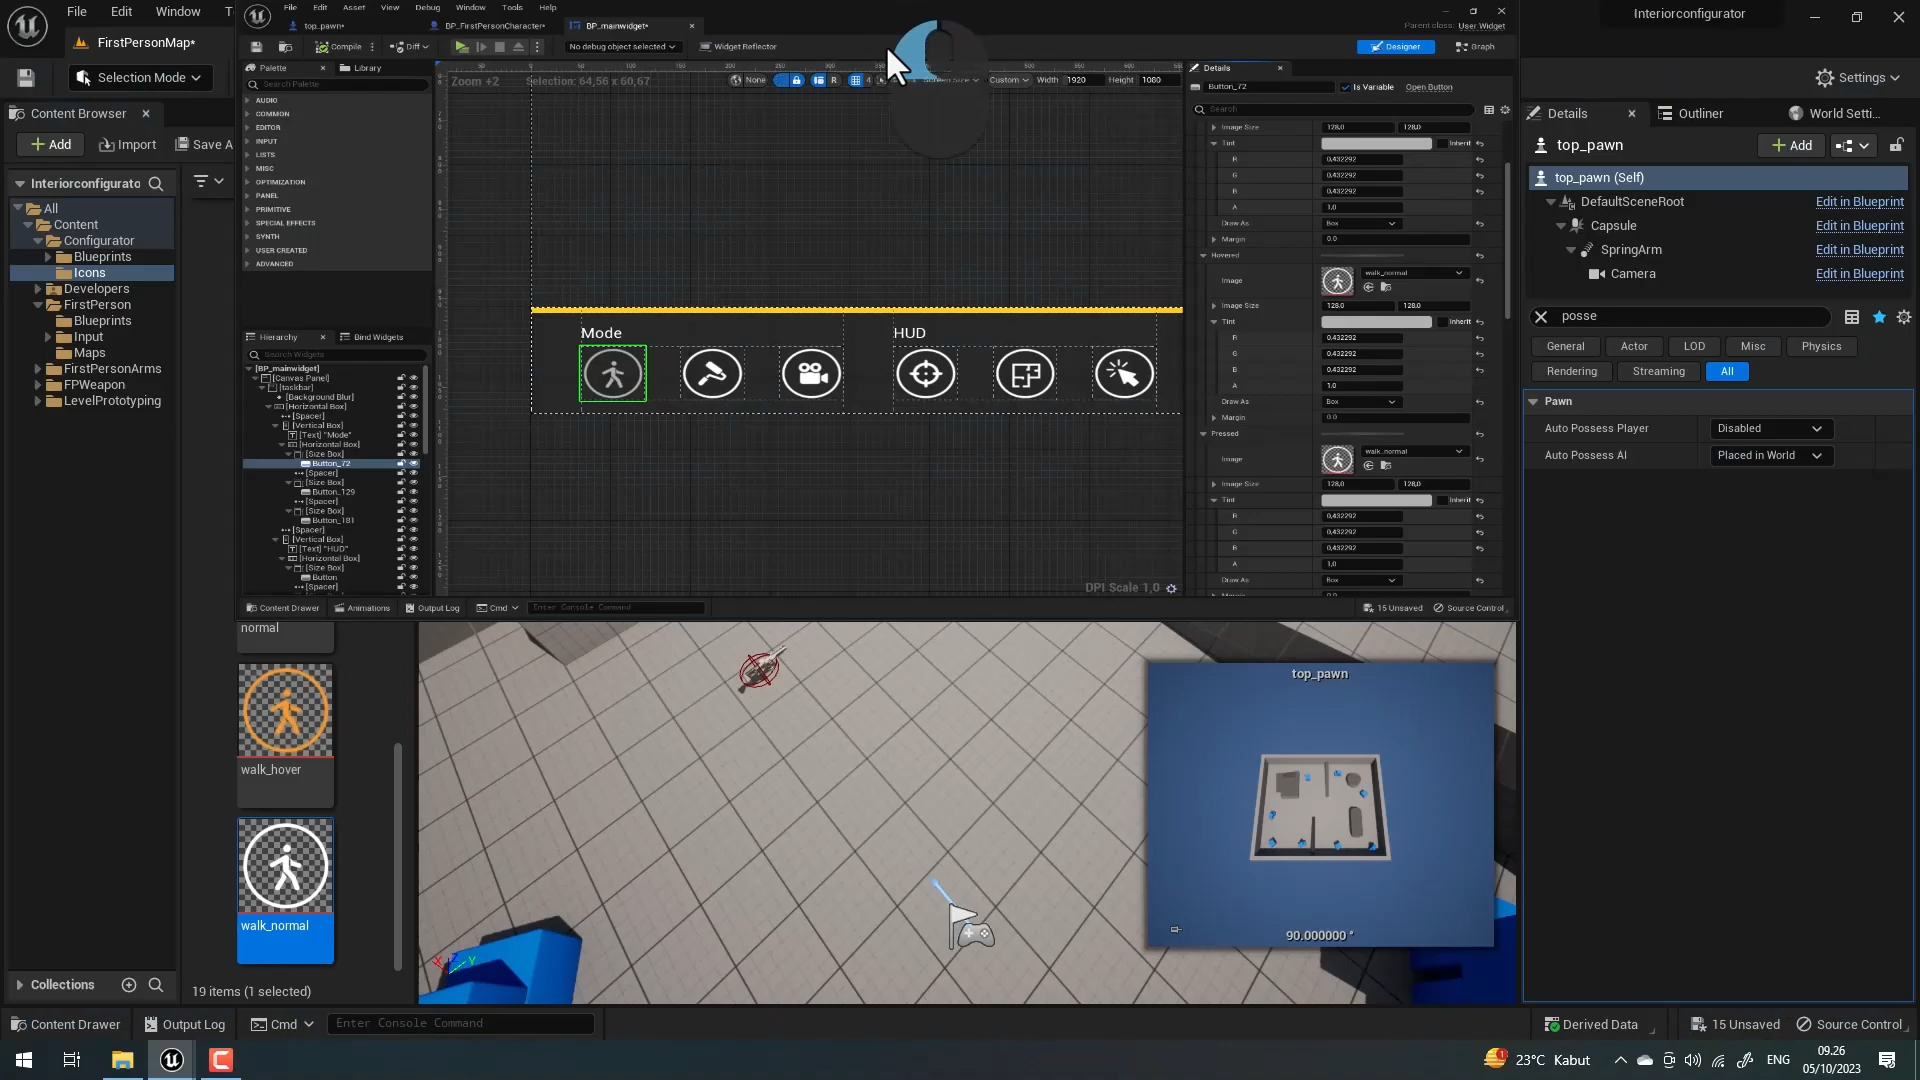 File
Edit
Window
FirstPersonMap*
Selection Mode
Content Browser
Add
Import
Save A
Interiorconfigurato
All
Content
Configurator
Blueprints
Icons
Developers
FirstPerson
Blueprints
Input
Maps
FirstPersonArms
FPWeapon
LevelPrototyping
Collections
File Edit Asset View Debug Window Tools Help
top_pawn*
BP_FirstPersonCharacter*
BP_mainwidget*
Parent class: User Widget
Compile
Diff
No debug object selected
Widget Reflector
Designer
Graph
Palette
Library
Search Palette
AUDIO
COMMON
EDITOR
INPUT
LISTS
MISC
OPTIMIZATION
PANEL
PRIMITIVE
SPECIAL EFFECTS
SYNTH
USER CREATED
ADVANCED
Hierarchy
Bind Widgets
Search Widgets
[BP_mainwidget]
[Canvas Panel]
[taskbar]
[Background Blur]
[Horizontal Box]
[Spacer]
[Vertical Box]
[Text] "Mode"
[Horizontal Box]
[Size Box]
Button_72
[Spacer]
[Size Box]
Button_129
[Spacer]
[Size Box]
Button_181
[Spacer]
[Vertical Box]
[Text] "HUD"
[Horizontal Box]
[Size Box]
Button
[Spacer]
Zoom +2
Selection: 64,56 x 60,67
None
R
4
Screen Size
Custom
Width
1920
Height
1080
Mode
HUD
DPI Scale 1,0
Content Drawer
Animations
Output Log
Cmd
Enter Console Command
15 Unsaved
Source Control
Details
Button_72
Is Variable
Open Button
Search
Image Size
128,0
128,0
Tint
Inherit
R
0,432292
G
0,432292
B
0,432292
A
1,0
Draw As
Box
Margin
0.0
Hovered
Image
walk_normal
Image Size
128.0
128.0
Tint
Inherit
R
0.432292
G
0.432292
B
0.432292
A
1.0
Draw As
Box
Margin
0.0
Pressed
Image
walk_normal
Image Size
128,0
128,0
Tint
Inherit
R
0,432292
G
0,432292
B
0,432292
A
1,0
Draw As
Box
normal
walk_hover
walk_normal
19 items (1 selected)
top_pawn
90.000000 °
X
Z
Y
Interiorconfigurator
Settings
Details
Outliner
World Setti...
top_pawn
Add
top_pawn (Self)
DefaultSceneRoot
Edit in Blueprint
Capsule
Edit in Blueprint
SpringArm
Edit in Blueprint
Camera
Edit in Blueprint
posse
General
Actor
LOD
Misc
Physics
Rendering
Streaming
All
Pawn
Auto Possess Player
Disabled
Auto Possess AI
Placed in World
Content Drawer
Output Log
Cmd
Enter Console Command
Derived Data
15 Unsaved
Source Control
1
23°C Kabut
ENG
09.26
05/10/2023